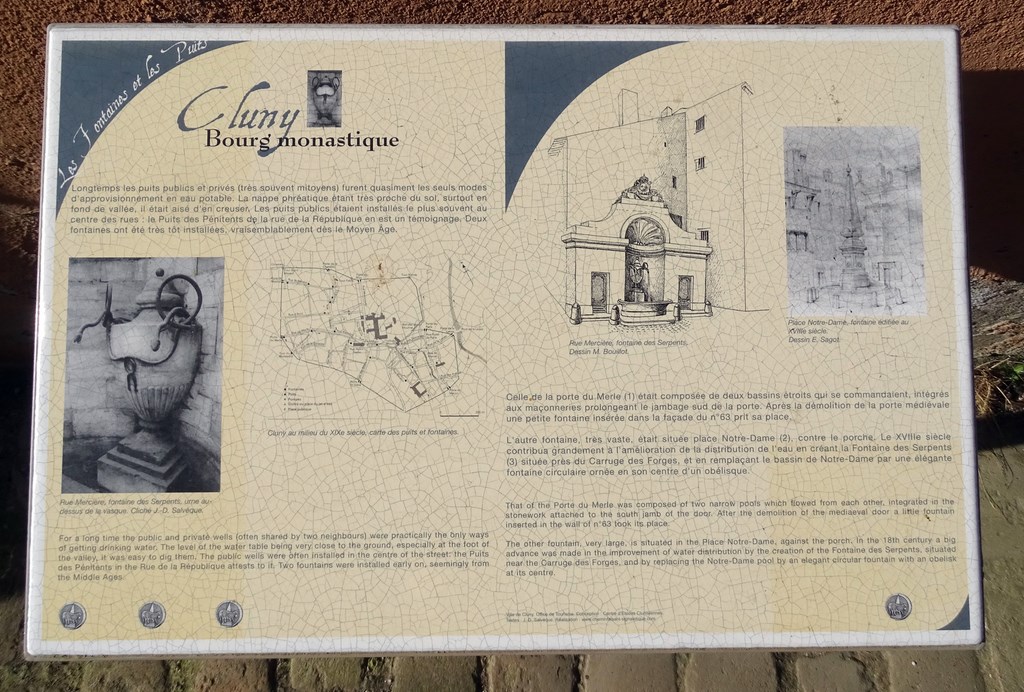 Les Fontaines et les Puits
Cluny
Bourg monastique
Longtemps les puits publics et privés (très souvent mitoyens) furent quasiment les seuls modes
d'approvisionnement en eau potable. La nappe phréatique étant très proche du sol, surtout en
fond de vallée, il était aisé d'en creuser. Les puits publics étaient installés le plus souvent au
centre des rues : le Puits des Pénitents de la rue de la République en est un témoignage. Deux
fontaines ont été très tôt installées, vraisemblablement dès le Moyen Âge.
Rue Mercière, fontaine des Serpents, urne au-
dessus de la vasque. Cliché J.-D. Salvèque.
Cluny au milieu du XIXe siècle, carte des puits et fontaines.
For a long time the public and private wells (often shared by two neighbours) were practically the only ways
of getting drinking water. The level of the water table being very close to the ground, especially at the foot of
the valley, it was easy to dig them. The public wells were often installed in the centre of the street: the Puits
des Pénitents in the Rue de la République attests to it. Two fountains were installed early on, seemingly from
the Middle Ages.
Rue Mercière, fontaine des Serpents,
Dessin M. Bouillot.
Place Notre-Dame, fontaine édifiée au
XVIIIe siècle.
Dessin E. Sagot.
Celle de la porte du Merle (1) était composée de deux bassins étroits qui se commandaient, intégrés
aux maçonneries prolongeant le jambage sud de la porte. Après la démolition de la porte médiévale
une petite fontaine insérée dans la façade du n°63 prit sa place.
L'autre fontaine, très vaste, était située place Notre-Dame (2), contre le porche. Le XVIIIe siècle
contribua grandement à l'amélioration de la distribution de l'eau en créant la Fontaine des Serpents
(3) située près du Carruge des Forges, et en remplaçant le bassin de Notre-Dame par une élégante
fontaine circulaire ornée en son centre d'un obélisque.
That of the Porte du Merle was composed of two narrow pools which flowed from each other, integrated in the
stonework attached to the south jamb of the door. After the demolition of the mediaeval door a little fountain
inserted in the wall of n°63 took its place.
The other fountain, very large, is situated in the Place Notre-Dame, against the porch. In the 18th century a big
advance was made in the improvement of water distribution by the creation of the Fontaine des Serpents, situated
near the Carruge des Forges, and by replacing the Notre-Dame pool by an elegant circular fountain with an obelisk
at its centre.